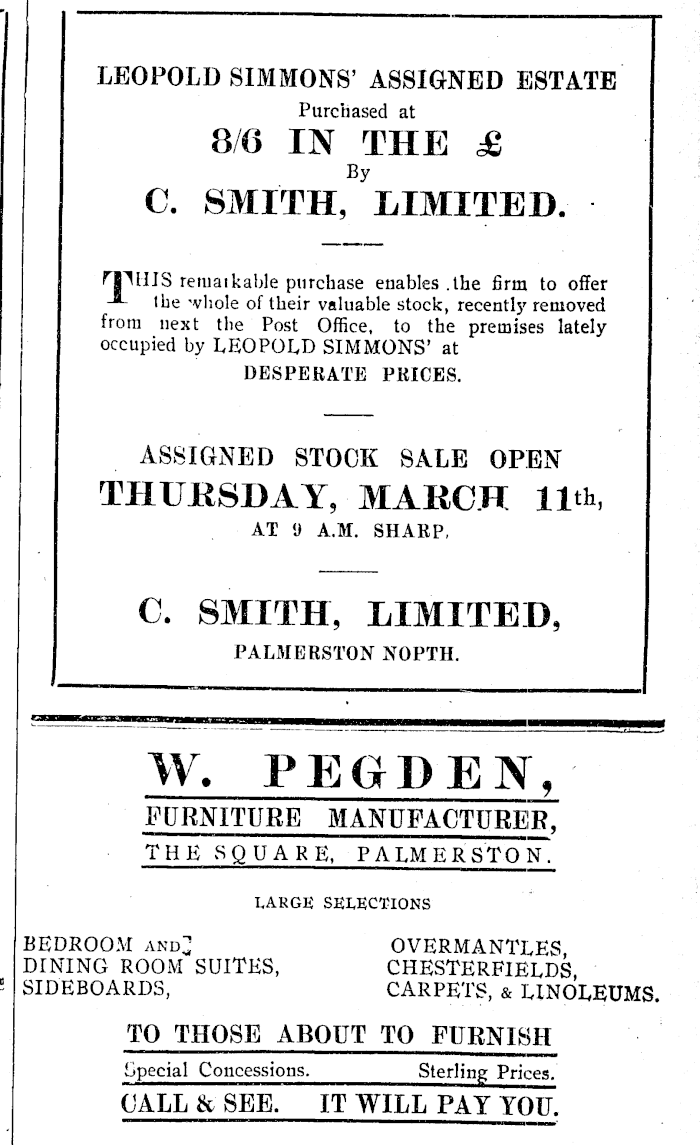 LEOPOLD SIMMONS' ASSIGNED ESTATE
Purchased at
8/6 IN THE £
By
C. SMITH, LIMITED.
THIS remarkable purchase enables the firm to offer
the whole of their valuable stock, recently removed
from next the Post Office, to the premises lately
occupied by LEOPOLD SIMMONS' at
DESPERATE PRICES.
ASSIGNED STOCK SALE OPEN
THURSDAY, MARCH 11th,
AT 9 A.M. SHARP.
C. SMITH, LIMITED,
PALMERSTON NOPTH.
W. PEGDEN,
FURNITURE MANUFACTURER,
THE SQUARE, PALMERSTON.
LARGE SELECTIONS
BEDROOM AND
DINING ROOM SUITES,
SIDEBOARDS,
OVERMANTLES,
CHESTERFIELDS,
CARPETS, & LINOLEUMS.
TO THOSE ABOUT TO FURNISH
Special Concessions. Sterling Prices.
CALL & SEE. IT WILL PAY YOU.